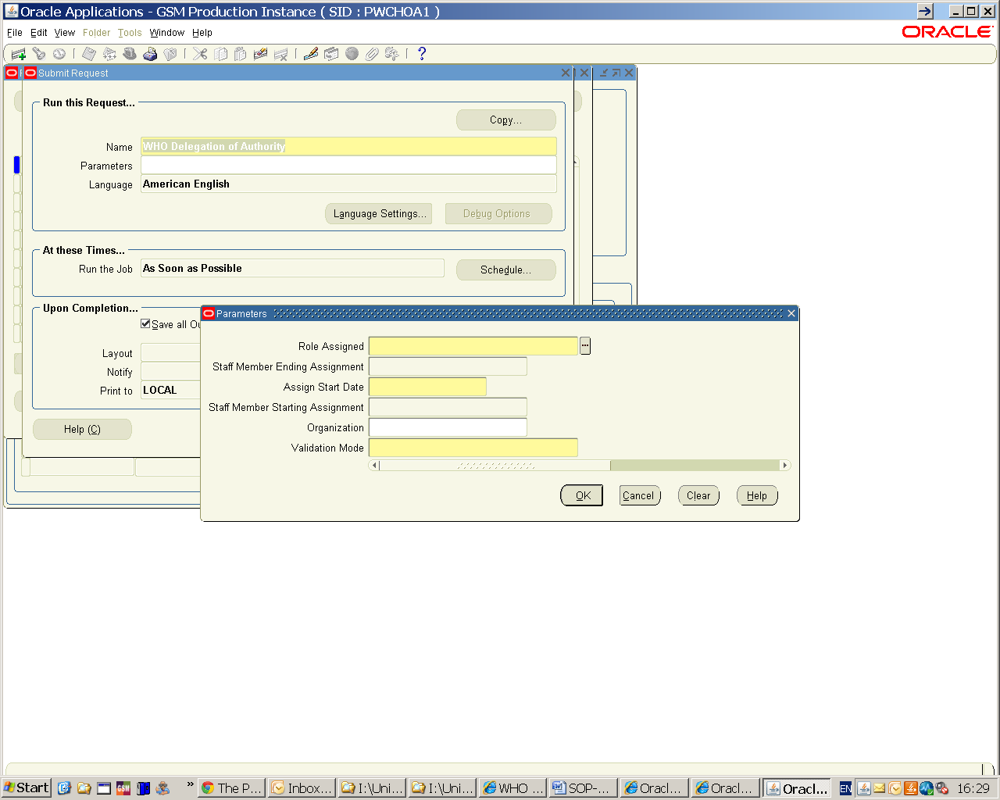 Oracle Applications - GSM Production Instance ( SID : PWCHOA1 )
File Edit View Folder Tools Window Help
ORACLE
Submit Request
Run this Request...
Copy...
Name WHO Delegation of Authority
Parameters
Language American English
Language Settings... Debug Options
At these Times...
Run the Job As Soon as Possible Schedule...
Upon Completion...
Save all Ou
Layout
Notify
Print to LOCAL
Help (C)
Parameters
Role Assigned
Staff Member Ending Assignment
Assign Start Date
Staff Member Starting Assignment
Organization
Validation Mode
OK Cancel Clear Help
Start GSM » The P... Inbox... I:\Uni... I:\Uni... WHO ... SOP-... Oracl... Oracl... Oracl... EN 16:29